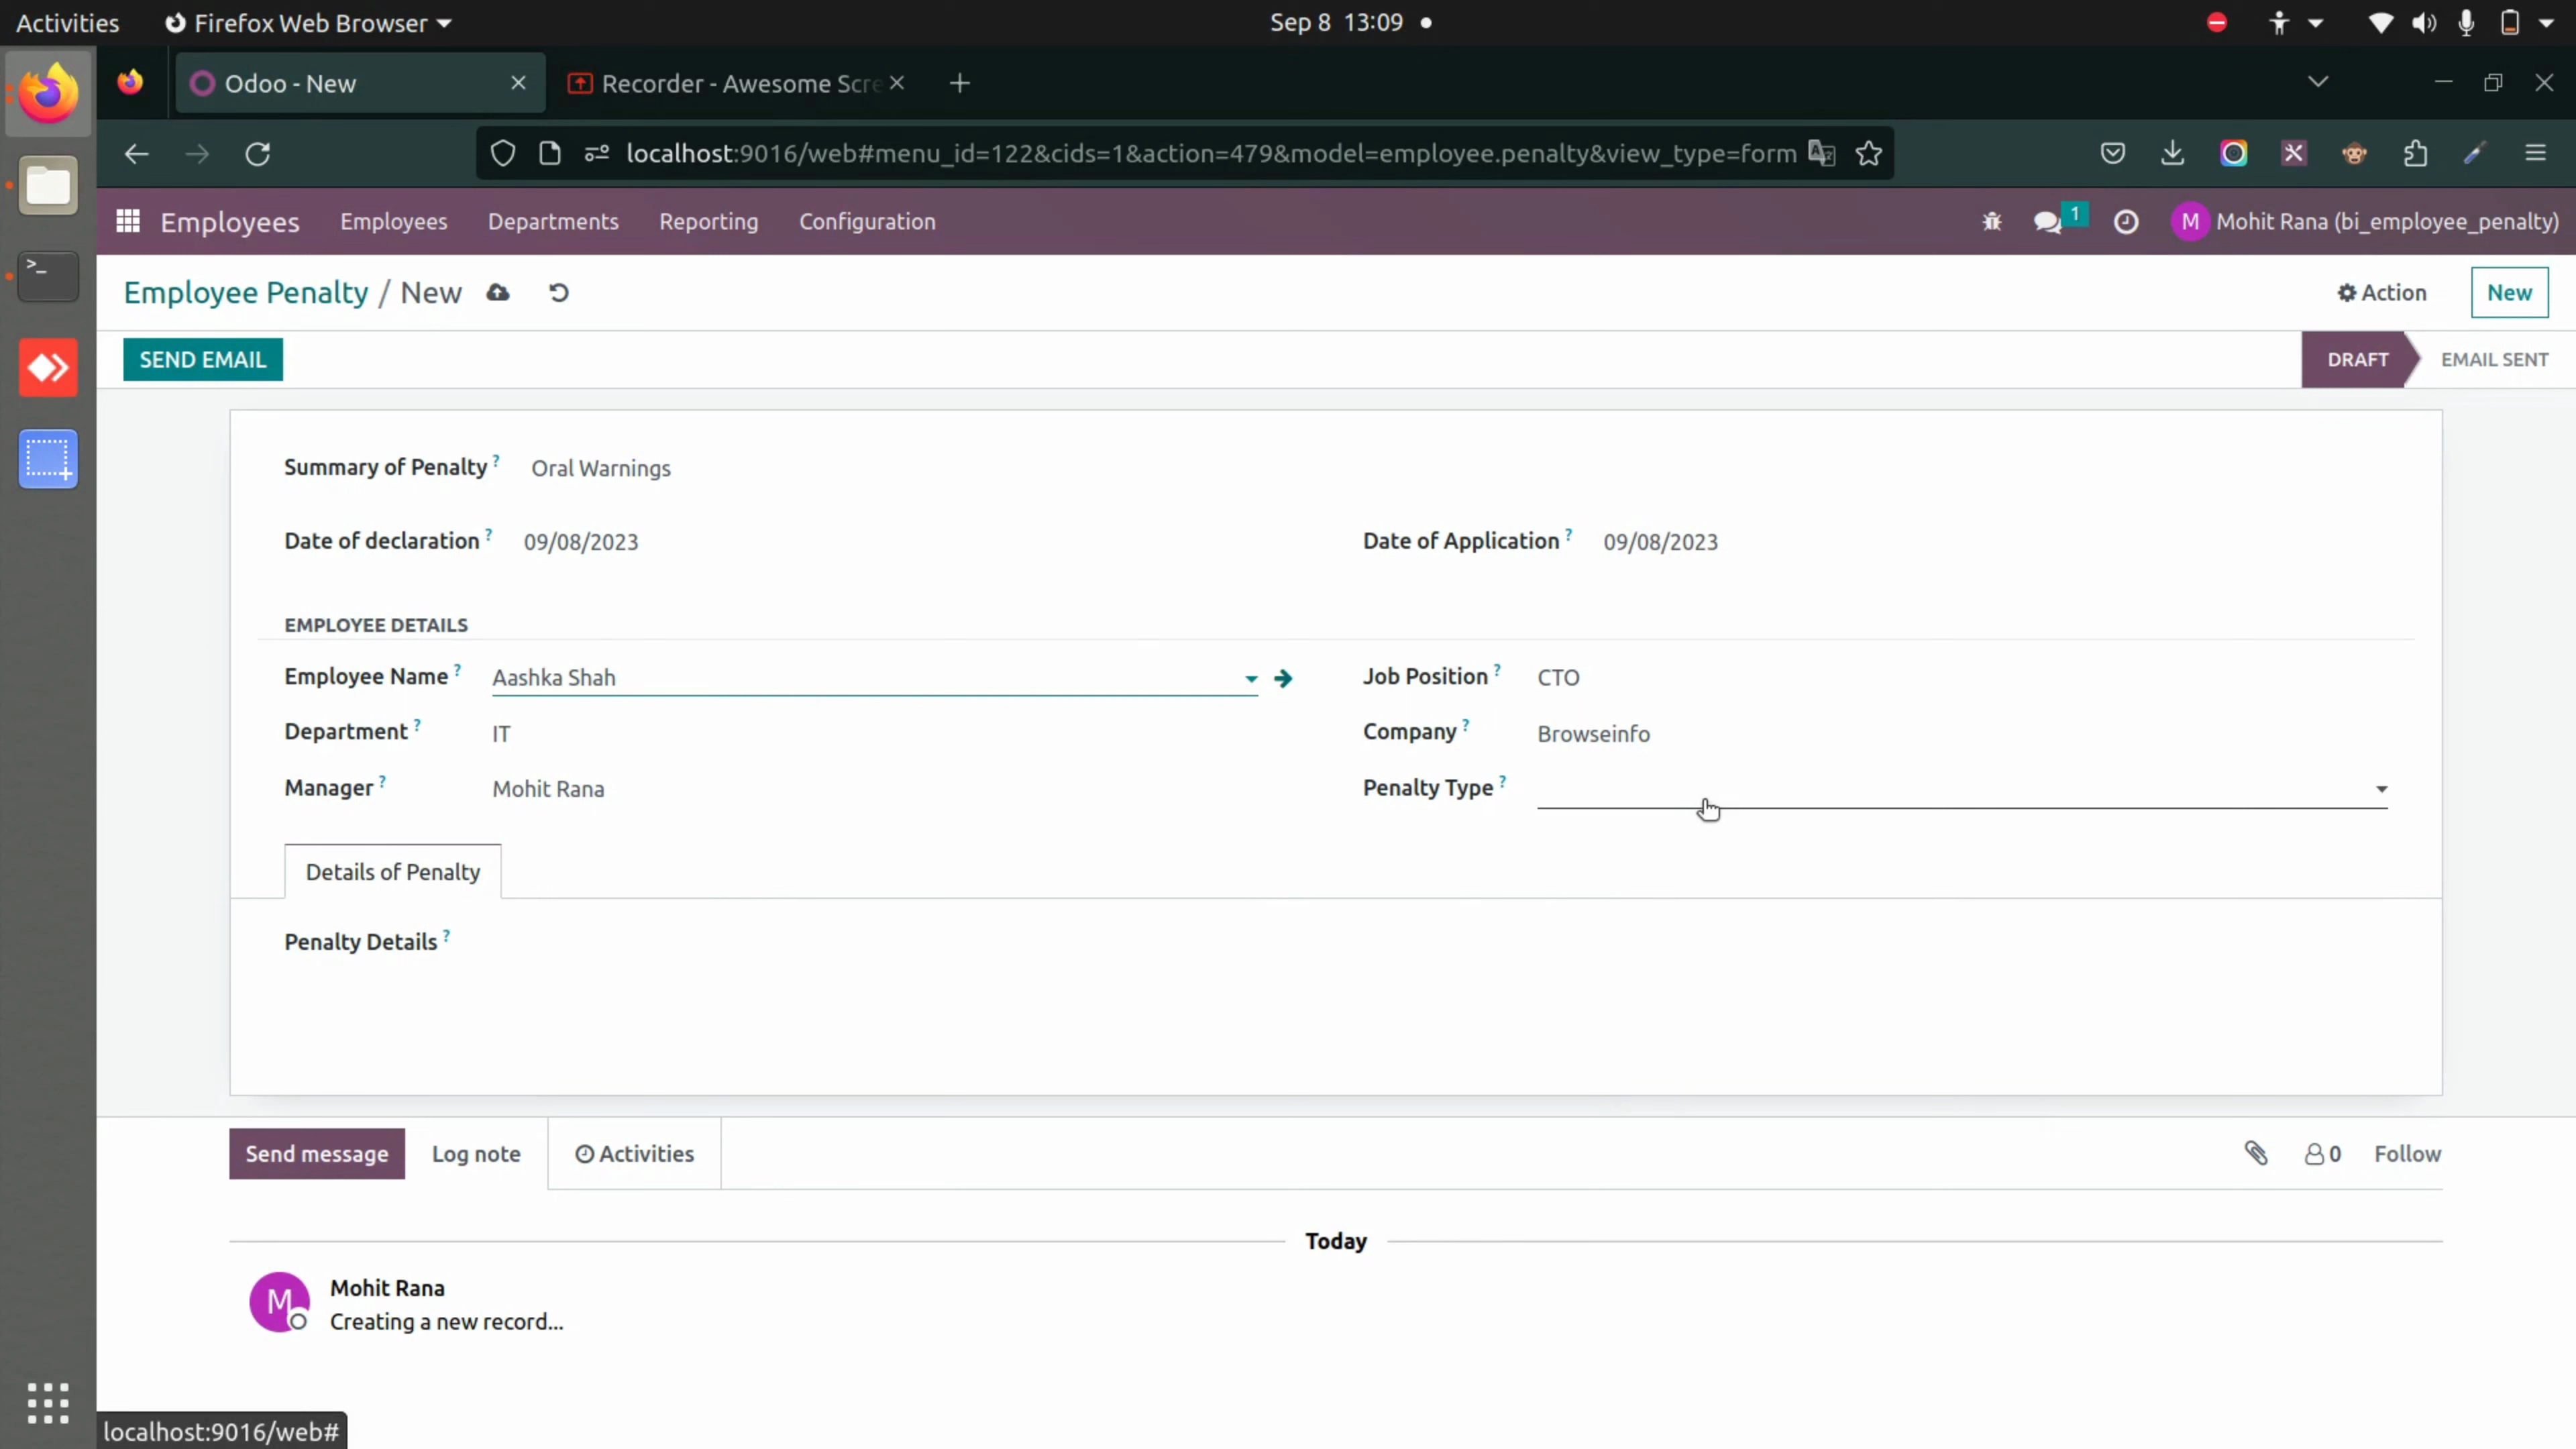 Activities Firefox Web Browser Sep 8 13:09
Odoo - New Recorder - Awesome Scre
localhost:9016/web#menu_id=122&cids=1&action=479&model=employee.penalty&view_type=form
Employees Employees Departments Reporting Configuration 1 M Mohit Rana (bi_employee_penalty)
Employee Penalty / New Action New
SEND EMAIL DRAFT EMAIL SENT
Summary of Penalty ? Oral Warnings
Date of declaration ? 09/08/2023 Date of Application ? 09/08/2023
EMPLOYEE DETAILS
Employee Name ? Aashka Shah Job Position ? CTO
Department ? IT Company ? Browseinfo
Manager ? Mohit Rana Penalty Type ?
Details of Penalty
Penalty Details ?
Send message Log note Activities 0 Follow
Today
M Mohit Rana
Creating a new record...
localhost:9016/web#